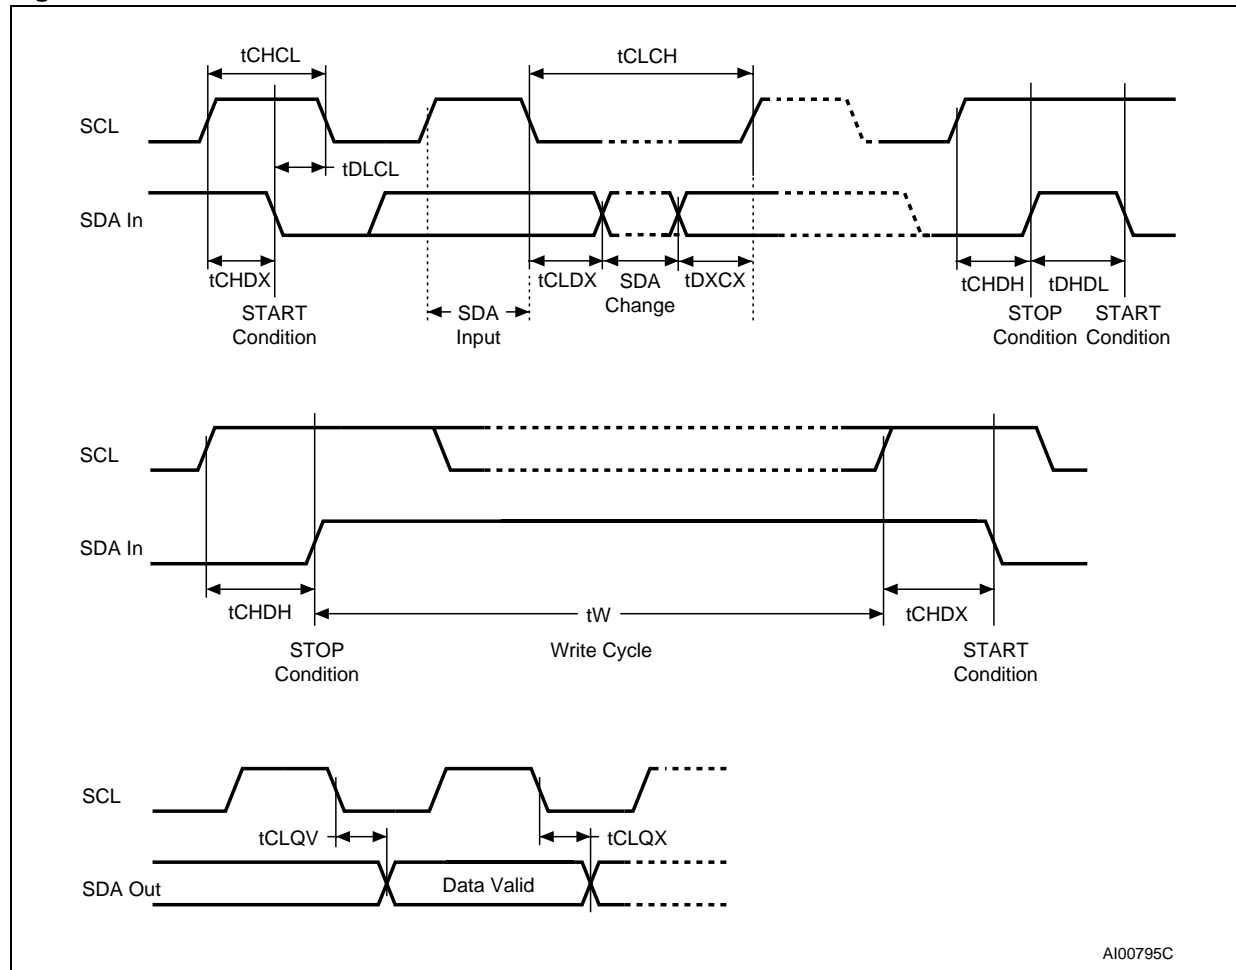 tCHCL
tCLCH
SCL
tDLCL
SDA In
tCHDX
tCLDX
SDA
Change
tDXCX
tCHDH
tDHDL
START
Condition
SDA
Input
STOP
Condition
START
Condition
SCL
SDA In
tCHDH
tW
tCHDX
STOP
Condition
Write Cycle
START
Condition
SCL
tCLQV
tCLQX
SDA Out
Data Valid
AI00795C